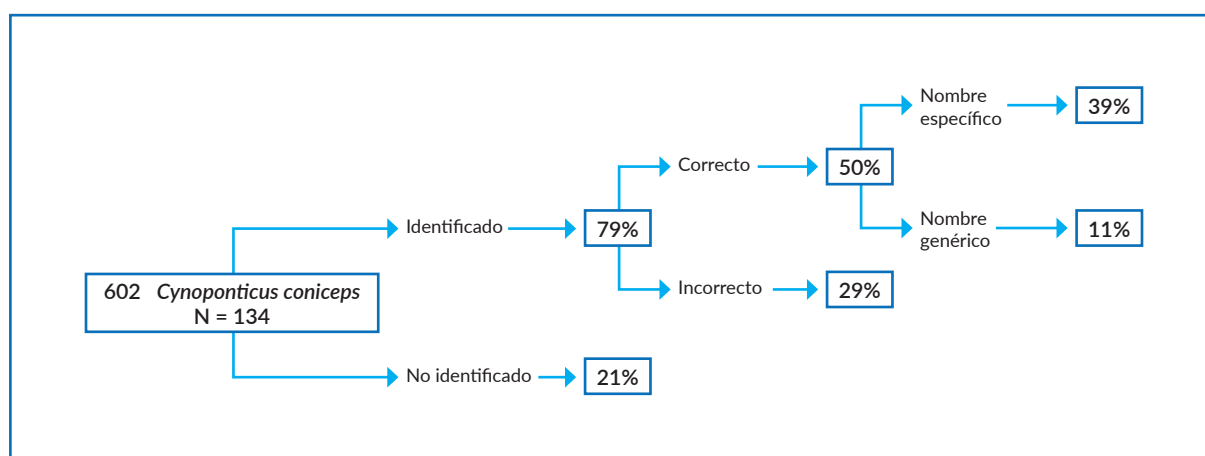 Nombre
específico
39%
Correcto
50%
Identificado
79%
Nombre
genérico
11%
602 Cynoponticus coniceps
N = 134
Incorrecto
29%
No identificado
21%